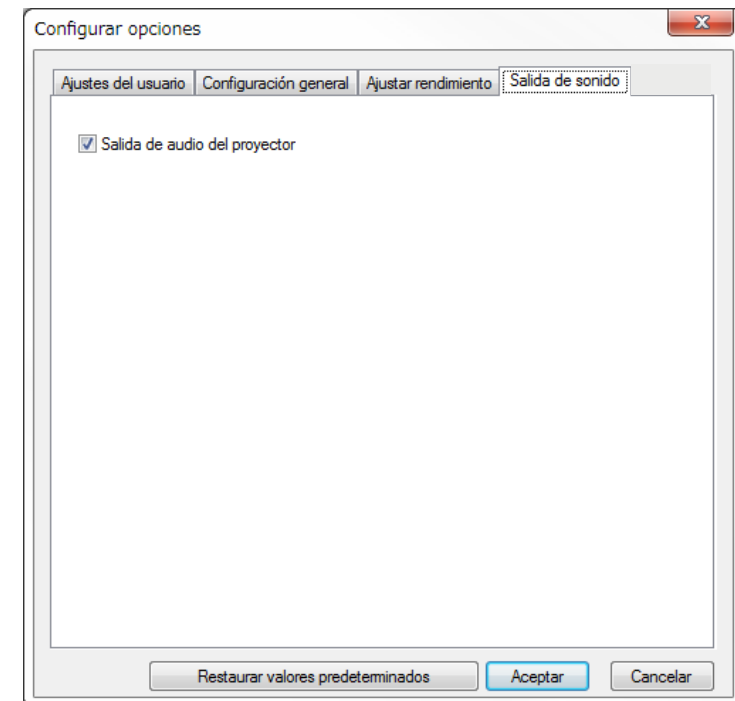 Configurar opciones
Ajustes del usuario Configuración general Ajustar rendimiento Salida de sonido
Salida de audio del proyector
Restaurar valores predeterminados Aceptar Cancelar